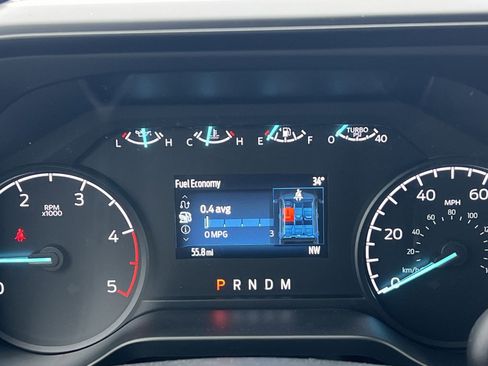 L H C H E F 0 TURBO PSI 40
Fuel Economy 34°
0.4 avg
0 MPG 3
55.8 mi NW
P R N D M
2 3 4 5
RPM
x1000
0 20 40 60
MPH
km/h
20 40 60 80 100